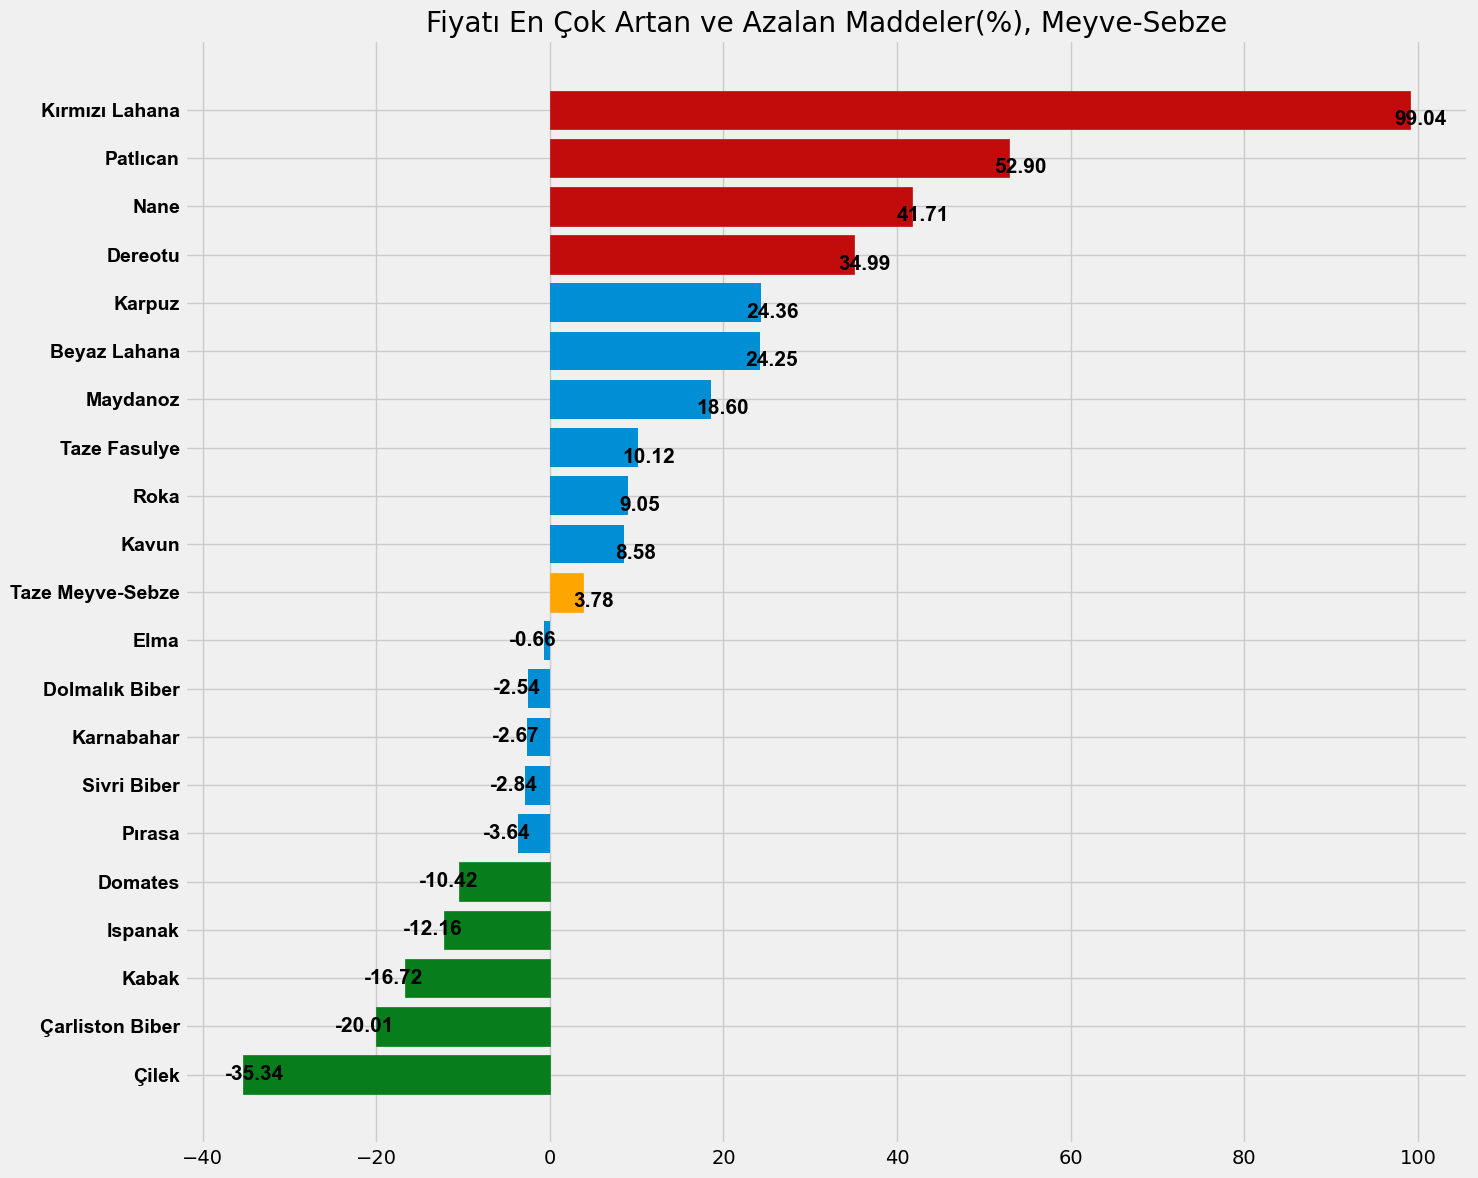 Fiyatı En Çok Artan ve Azalan Maddeler(%), Meyve-Sebze
Kırmızı Lahana 99.04
Patlıcan 52.90
Nane 41.71
Dereotu 34.99
Karpuz 24.36
Beyaz Lahana 24.25
Maydanoz 18.60
Taze Fasulye 10.12
Roka 9.05
Kavun 8.58
Taze Meyve-Sebze 3.78
Elma -0.66
Dolmalık Biber -2.54
Karnabahar -2.67
Sivri Biber -2.84
Pırasa -3.64
Domates -10.42
Ispanak -12.16
Kabak -16.72
Çarliston Biber -20.01
Çilek -35.34
−40 −20 0 20 40 60 80 100